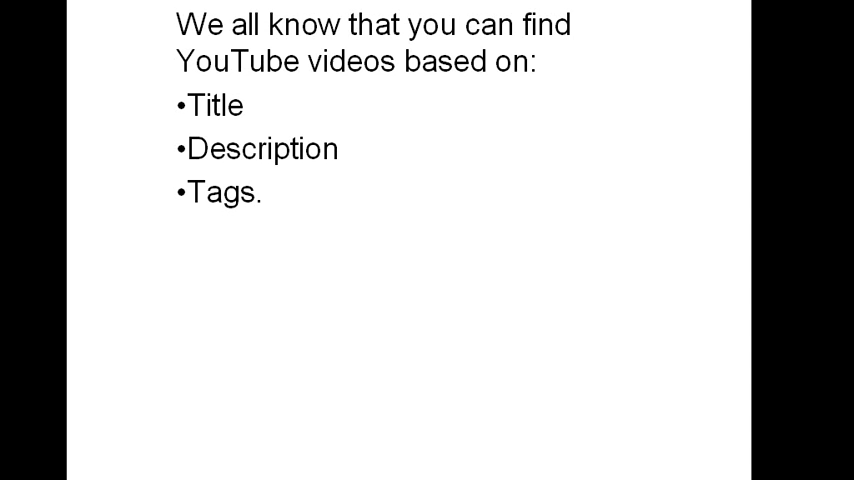 We all know that you can find
YouTube videos based on:
•Title
•Description
•Tags.